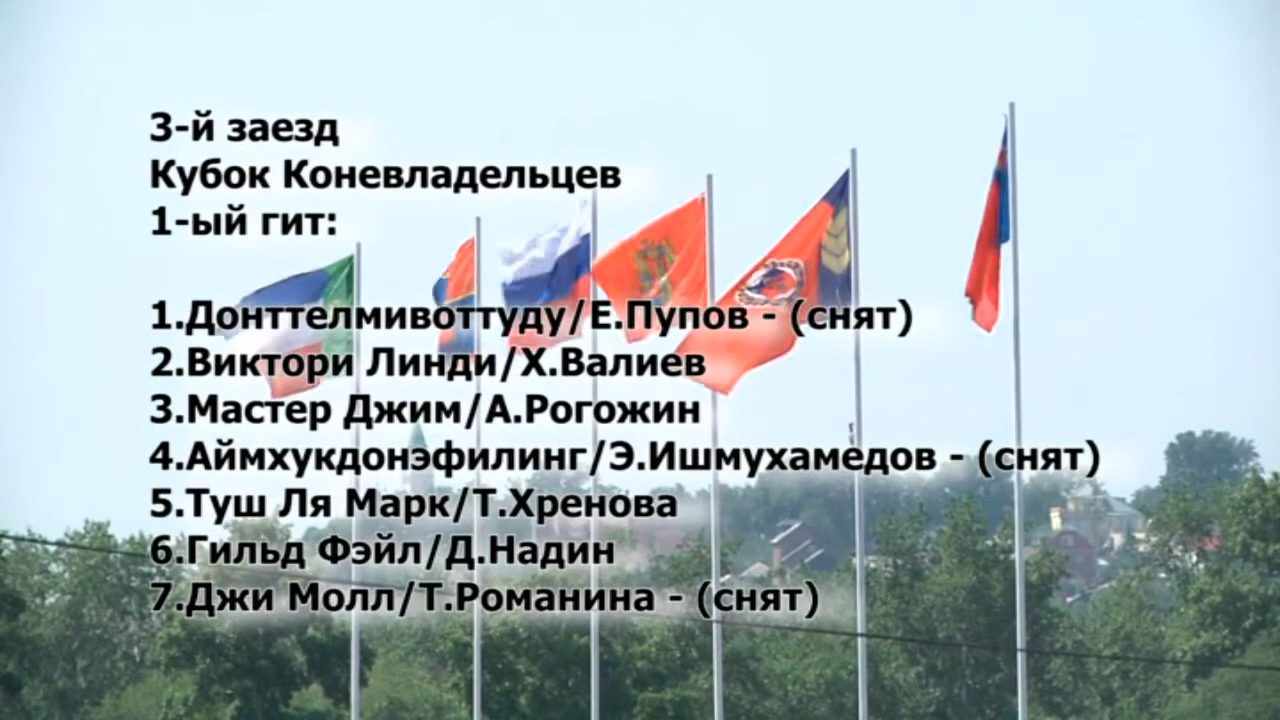 3-й заезд
Кубок Коневладельцев
1-ый гит:
1.Донттелмивоттуду/Е.Пупов - (снят)
2.Виктори Линди/Х.Валиев
3.Мастер Джим/А.Рогожин
4.Аймхукдонэфилинг/Э.Ишмухамедов - (снят)
5.Туш Ля Марк/Т.Хренова
6.Гильд Фэйл/Д.Надин
7.Джи Молл/Т.Романина - (снят)